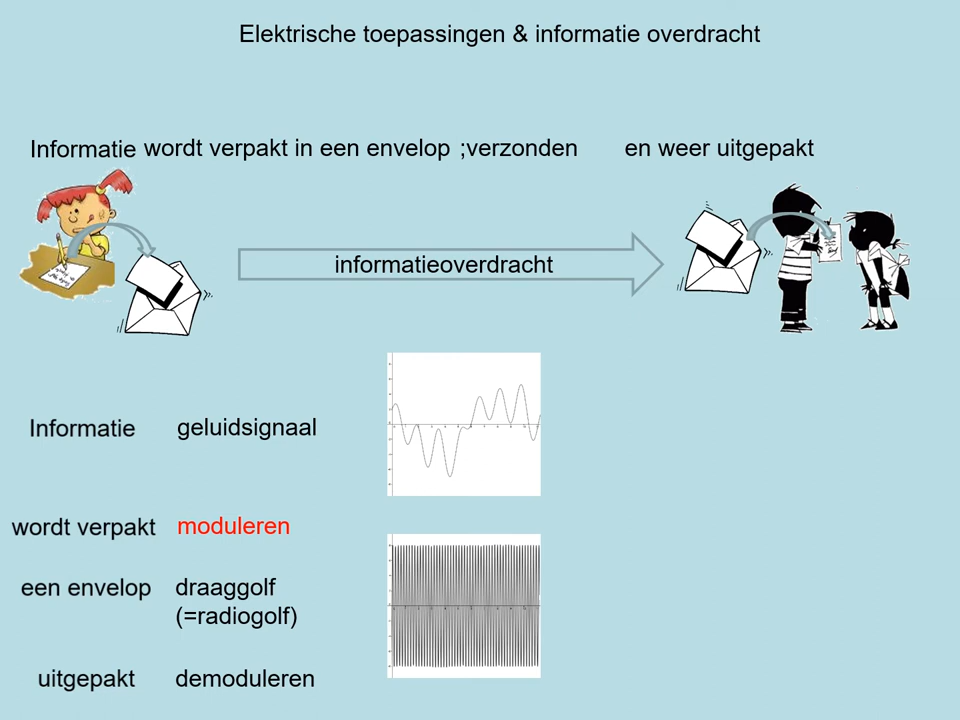 Elektrische toepassingen & informatie overdracht
Informatie wordt verpakt in een envelop ;verzonden en weer uitgepakt
informatieoverdracht
Informatie geluidsignaal
wordt verpakt moduleren
een envelop draaggolf
(=radiogolf)
uitgepakt demoduleren